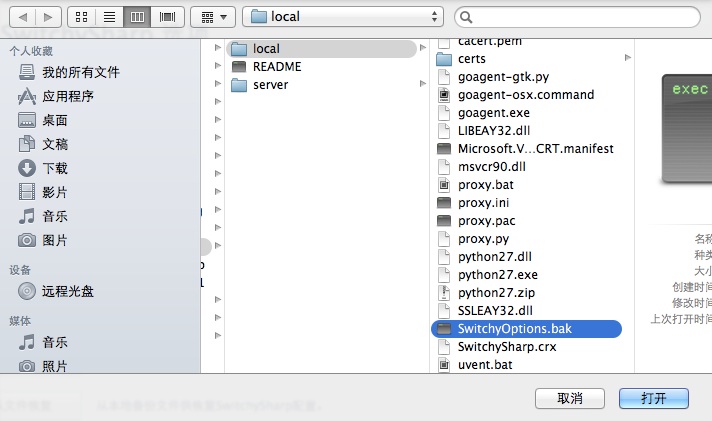 local
个人收藏
我的所有文件
应用程序
桌面
文稿
下载
影片
音乐
图片
设备
远程光盘
媒体
音乐
照片
local
README
server
cacert.pem
certs
goagent-gtk.py
goagent-osx.command
goagent.exe
LIBEAY32.dll
Microsoft.V...CRT.manifest
msvcr90.dll
proxy.bat
proxy.ini
proxy.pac
proxy.py
python27.dll
python27.exe
python27.zip
SSLEAY32.dll
SwitchyOptions.bak
SwitchySharp.crx
uvent.bat
exec
名称
种类
大小
创建时间
修改时间
上次打开时间
取消
打开